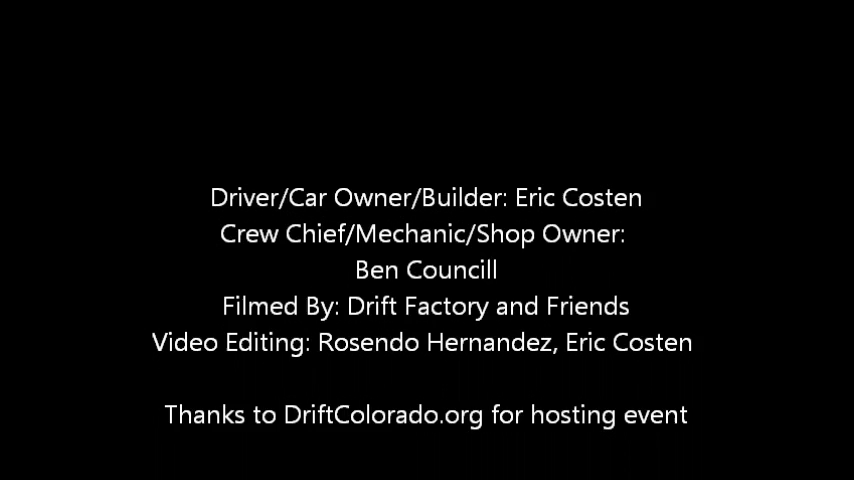 Driver/Car Owner/Builder: Eric Costen
Crew Chief/Mechanic/Shop Owner:
Ben Councill
Filmed By: Drift Factory and Friends
Video Editing: Rosendo Hernandez, Eric Costen
Thanks to DriftColorado.org for hosting event